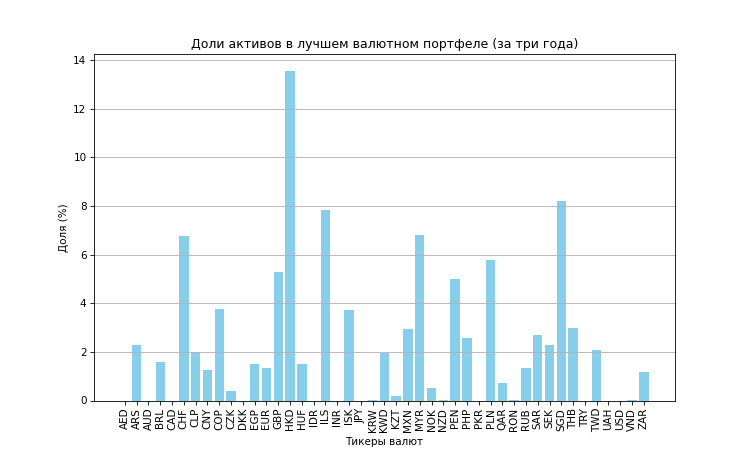 Доли активов в лучшем валютном портфеле (за три года)
Доля (%)
14
12
10
8
6
4
2
0
AED ARS AUD BRL CAD CHF CLP CNY COP CZK DKK EGP EUR GBP HKD HUF IDR ILS INR ISK JPY KRW KWD KZT MXN MYR NOK NZD PEN PHP PKR PLN QAR RON RUB SAR SEK SGD THB TRY TWD UAH USD VND ZAR
Тикеры валют